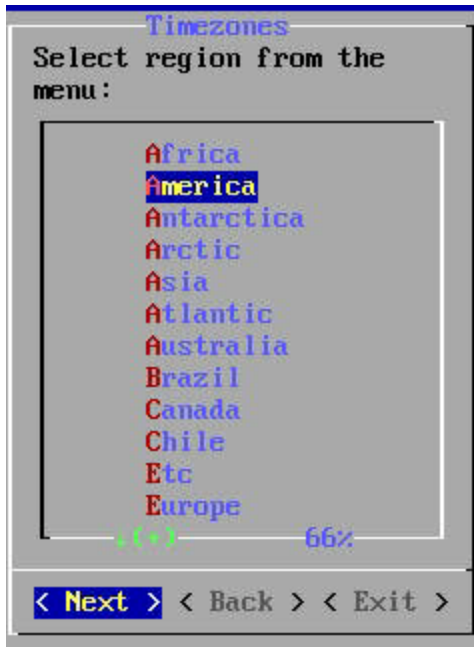 Timezones
Select region from the
menu:
Africa
America
Antarctica
Arctic
Asia
Atlantic
Australia
Brazil
Canada
Chile
Etc
Europe
↓(+) 66%
< Next > < Back > < Exit >